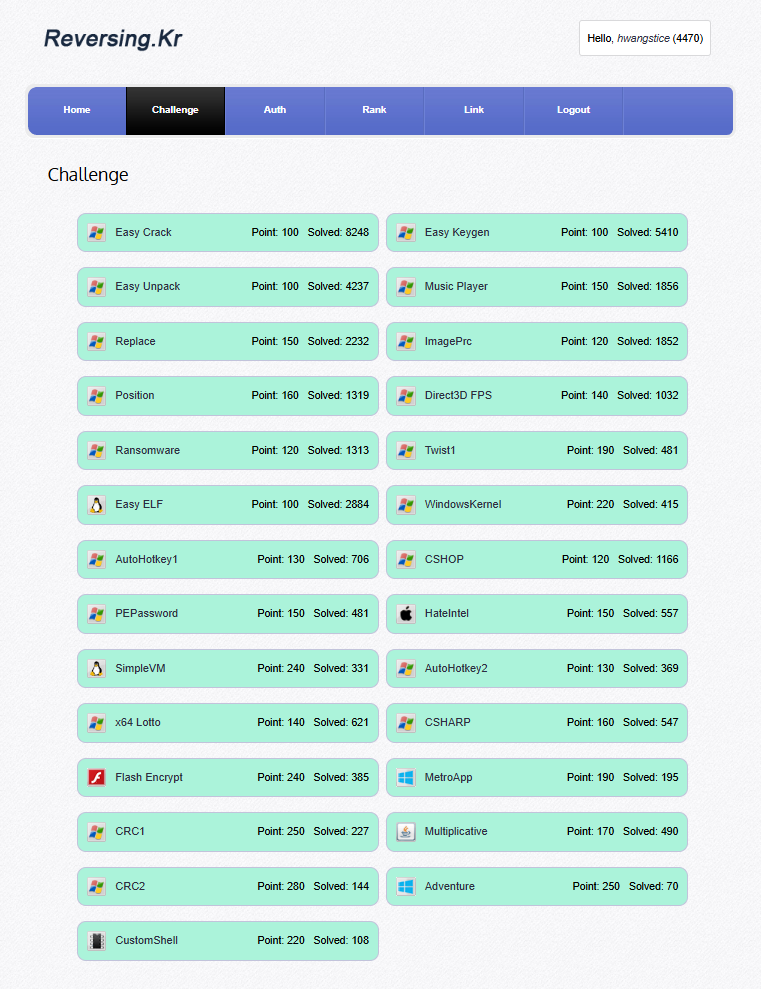 Reversing.Kr
Hello, hwangstice (4470)
Home Challenge Auth Rank Link Logout
Challenge
Easy Crack Point: 100 Solved: 8248
Easy Keygen Point: 100 Solved: 5410
Easy Unpack Point: 100 Solved: 4237
Music Player Point: 150 Solved: 1856
Replace Point: 150 Solved: 2232
ImagePrc Point: 120 Solved: 1852
Position Point: 160 Solved: 1319
Direct3D FPS Point: 140 Solved: 1032
Ransomware Point: 120 Solved: 1313
Twist1 Point: 190 Solved: 481
Easy ELF Point: 100 Solved: 2884
WindowsKernel Point: 220 Solved: 415
AutoHotkey1 Point: 130 Solved: 706
CSHOP Point: 120 Solved: 1166
PEPassword Point: 150 Solved: 481
HateIntel Point: 150 Solved: 557
SimpleVM Point: 240 Solved: 331
AutoHotkey2 Point: 130 Solved: 369
x64 Lotto Point: 140 Solved: 621
CSHARP Point: 160 Solved: 547
Flash Encrypt Point: 240 Solved: 385
MetroApp Point: 190 Solved: 195
CRC1 Point: 250 Solved: 227
Multiplicative Point: 170 Solved: 490
CRC2 Point: 280 Solved: 144
Adventure Point: 250 Solved: 70
CustomShell Point: 220 Solved: 108